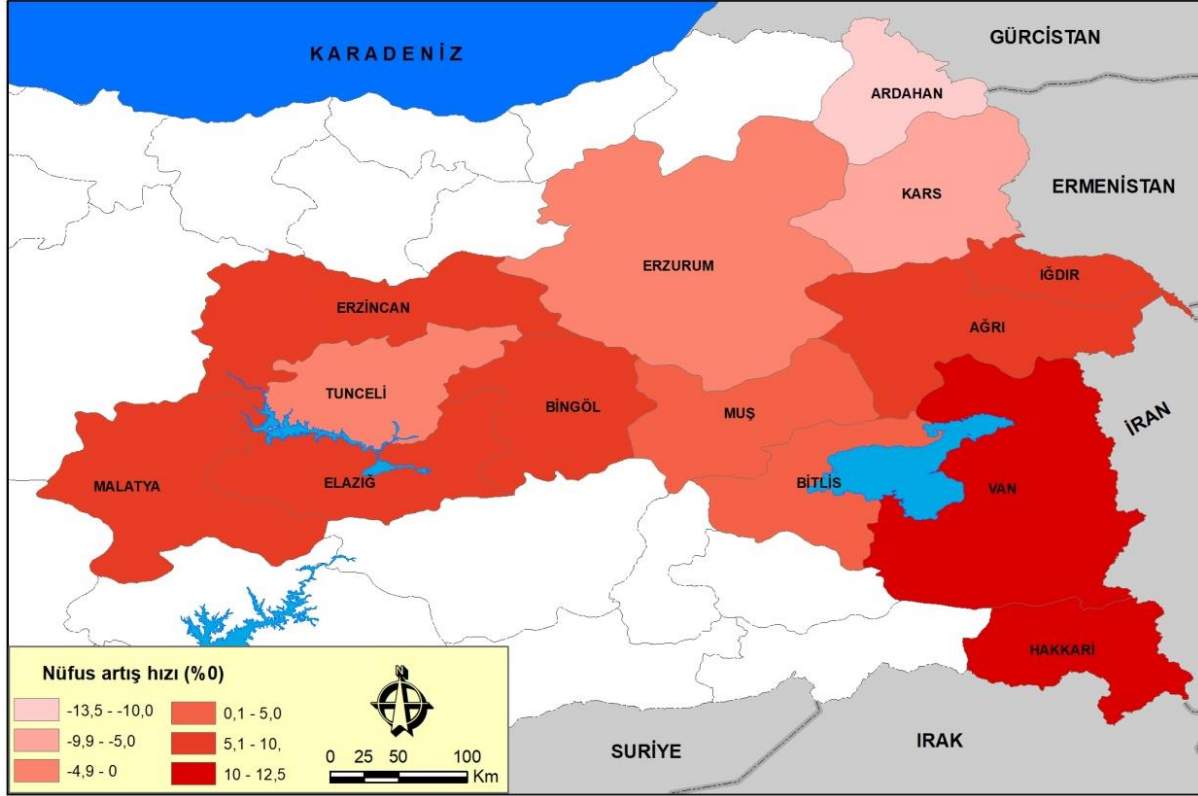 KARADENİZ
GÜRCİSTAN
ARDAHAN
ERMENİSTAN
KARS
ERZURUM
IĞDIR
ERZİNCAN
AĞRI
TUNCELİ
BİNGÖL
MUŞ
İRAN
MALATYA
ELAZIĞ
BİTLİS
VAN
HAKKARİ
SURİYE
IRAK
Nüfus artış hızı (%0)
-13,5 - -10,0
-9,9 - -5,0
-4,9 - 0
0,1 - 5,0
5,1 - 10,
10 - 12,5
N
0 25 50 100
Km